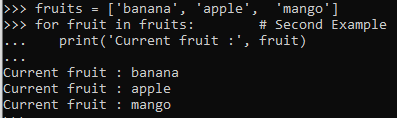 >>> fruits = ['banana', 'apple',  'mango']
>>> for fruit in fruits:        # Second Example
...    print('Current fruit :', fruit)
...
Current fruit : banana
Current fruit : apple
Current fruit : mango